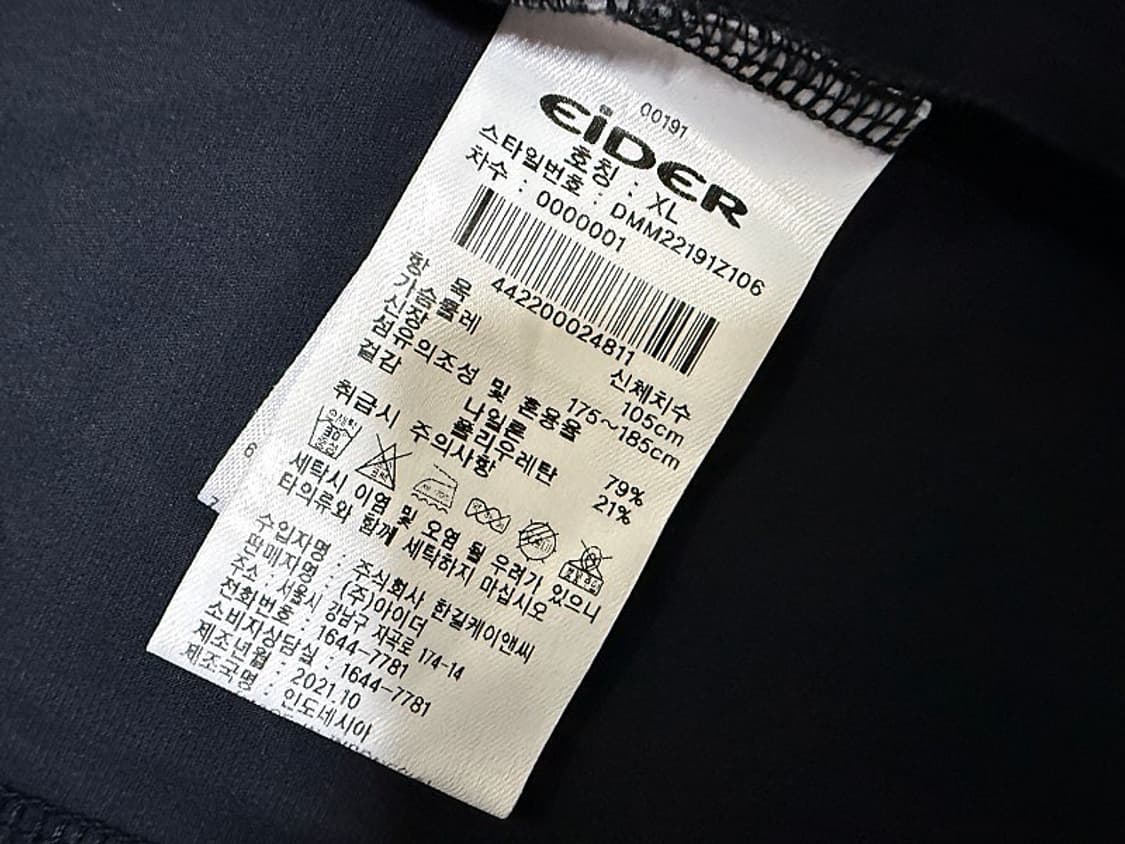 00191
EiDER
호칭 : XL
스타일번호 : DMM22191Z106
차수 : 0000001
442200024811
항 목 신체치수
가슴둘레 105cm
신장 175~185cm
섬유의조성 및 혼용율
겉감 나일론 79%
폴리우레탄 21%
취급시 주의사항
세탁시 이염 및 오염 될 우려가 있으니
타의류와 함께 세탁하지 마십시오
수입자명 : 주식회사 한길케이앤씨
판매자명 : (주)아이더
주소 : 서울시 강남구 자곡로 174-14
전화번호 : 1644-7781
소비자상담실 : 1644-7781
제조년월 : 2021.10
제조국명 : 인도네시아
6